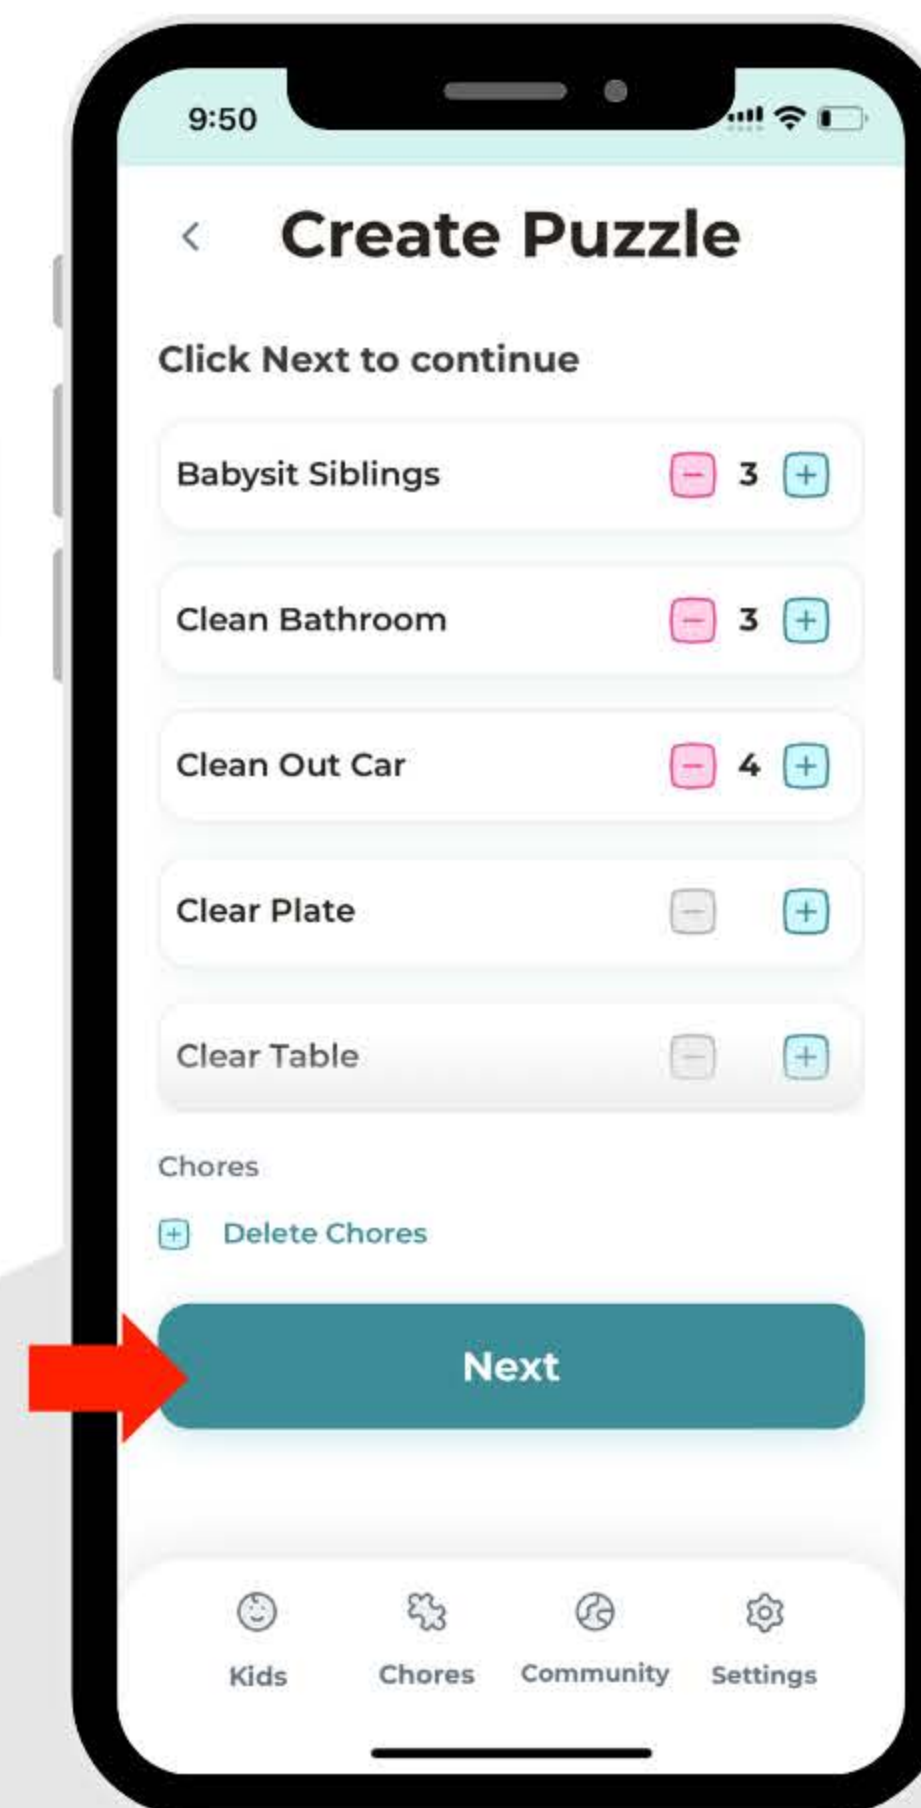 9:50
Create Puzzle
Click Next to continue
Babysit Siblings 3
Clean Bathroom 3
Clean Out Car 4
Clear Plate
Clear Table
Chores
Delete Chores
Next
Kids Chores Community Settings